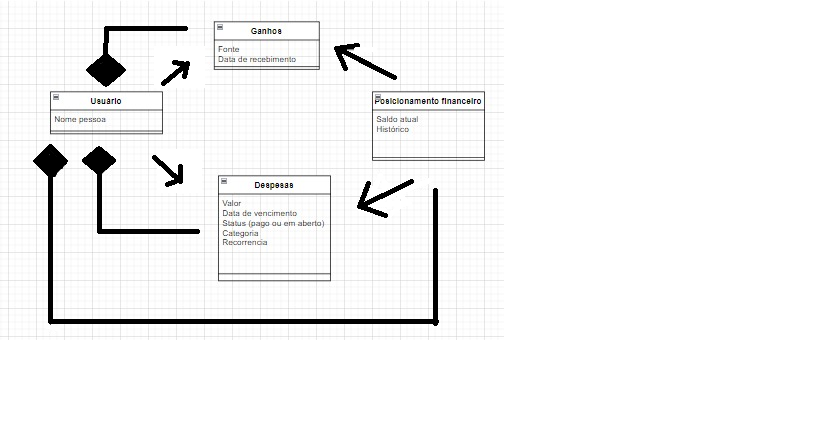 Ganhos
Fonte
Data de recebimento
Usuário
Nome pessoa
Posicionamento financeiro
Saldo atual
Histórico
Despesas
Valor
Data de vencimento
Status (pago ou em aberto)
Categoria
Recorrencia